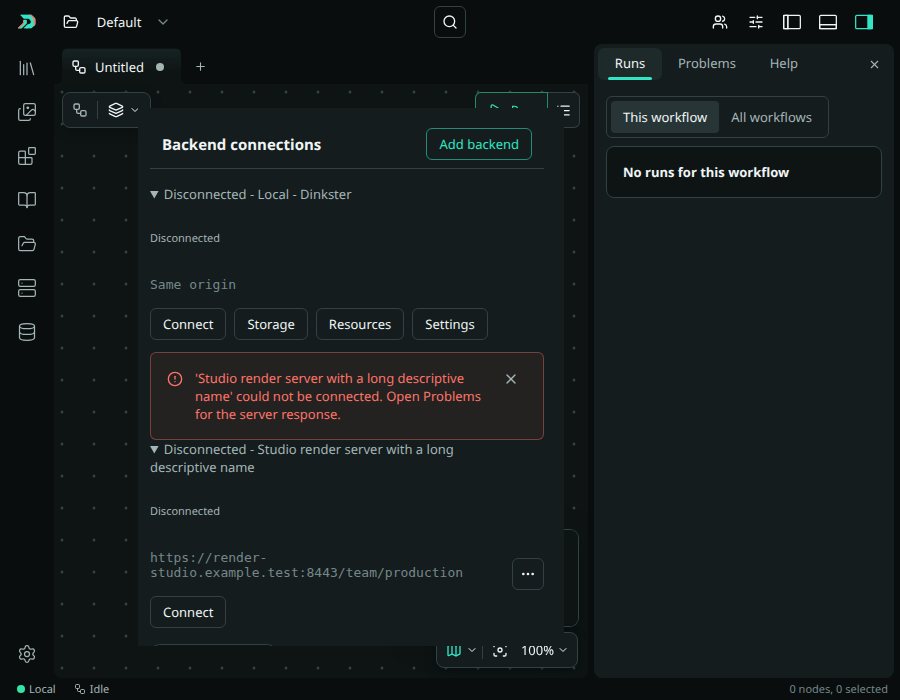 Default
Untitled
Runs
Problems
Help
This workflow
All workflows
No runs for this workflow
Backend connections
Add backend
Disconnected - Local - Dinkster
Disconnected
Same origin
Connect
Storage
Resources
Settings
'Studio render server with a long descriptive
name' could not be connected. Open Problems
for the server response.
Disconnected - Studio render server with a long
descriptive name
Disconnected
https://render-
studio.example.test:8443/team/production
Connect
100%
Local
Idle
0 nodes, 0 selected